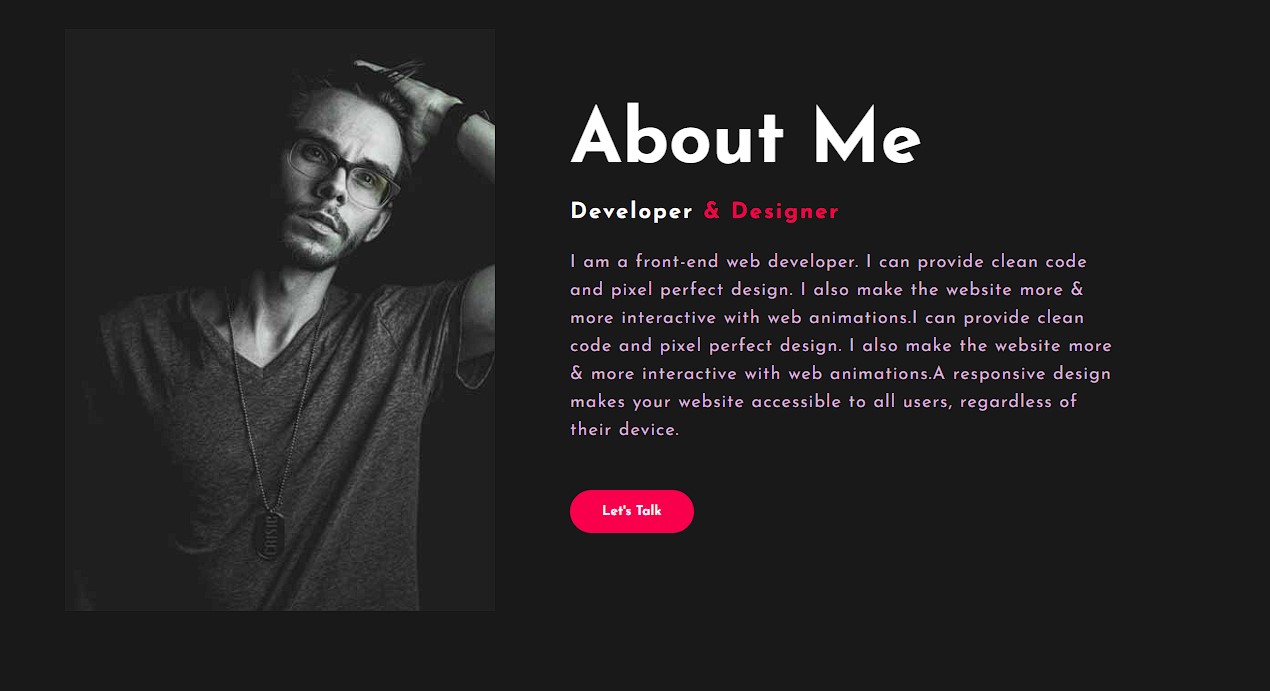 About Me
Developer & Designer
I am a front-end web developer. I can provide clean code
and pixel perfect design. I also make the website more &
more interactive with web animations.I can provide clean
code and pixel perfect design. I also make the website more
& more interactive with web animations.A responsive design
makes your website accessible to all users, regardless of
their device.
Let's Talk